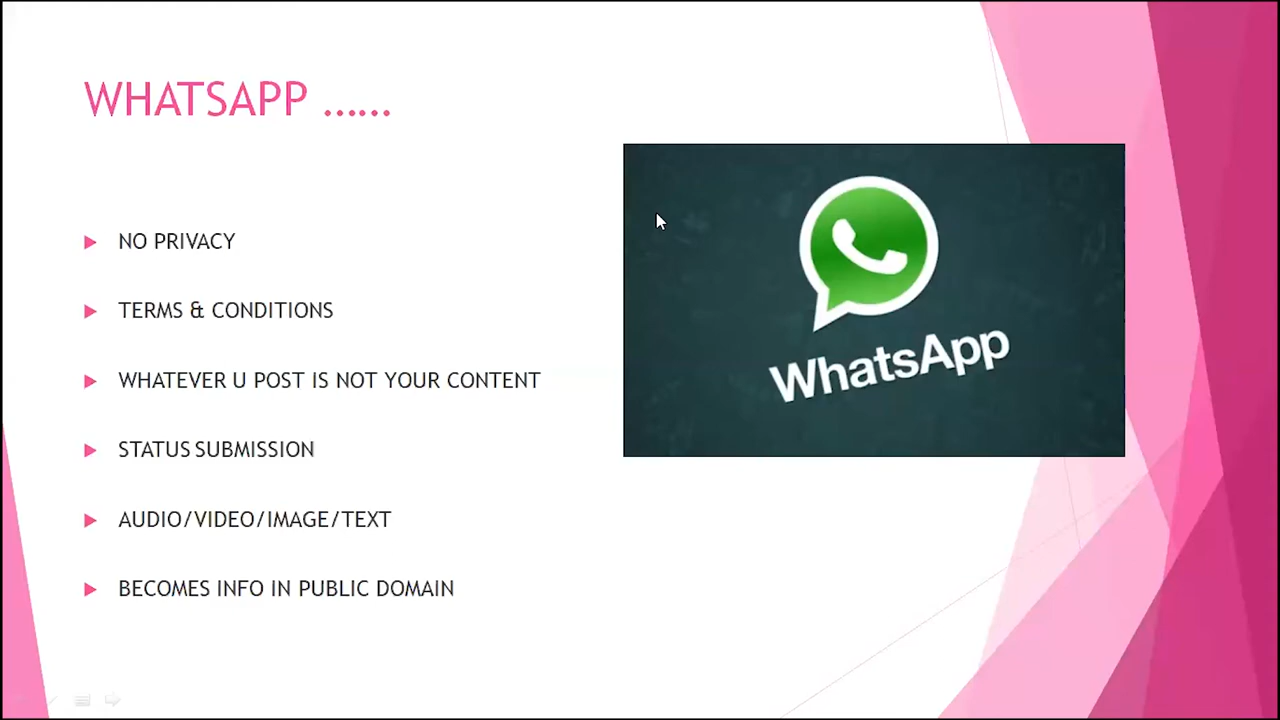 WHATSAPP ......
NO PRIVACY
TERMS & CONDITIONS
WHATEVER U POST IS NOT YOUR CONTENT
STATUS SUBMISSION
AUDIO/VIDEO/IMAGE/TEXT
BECOMES INFO IN PUBLIC DOMAIN
WhatsApp